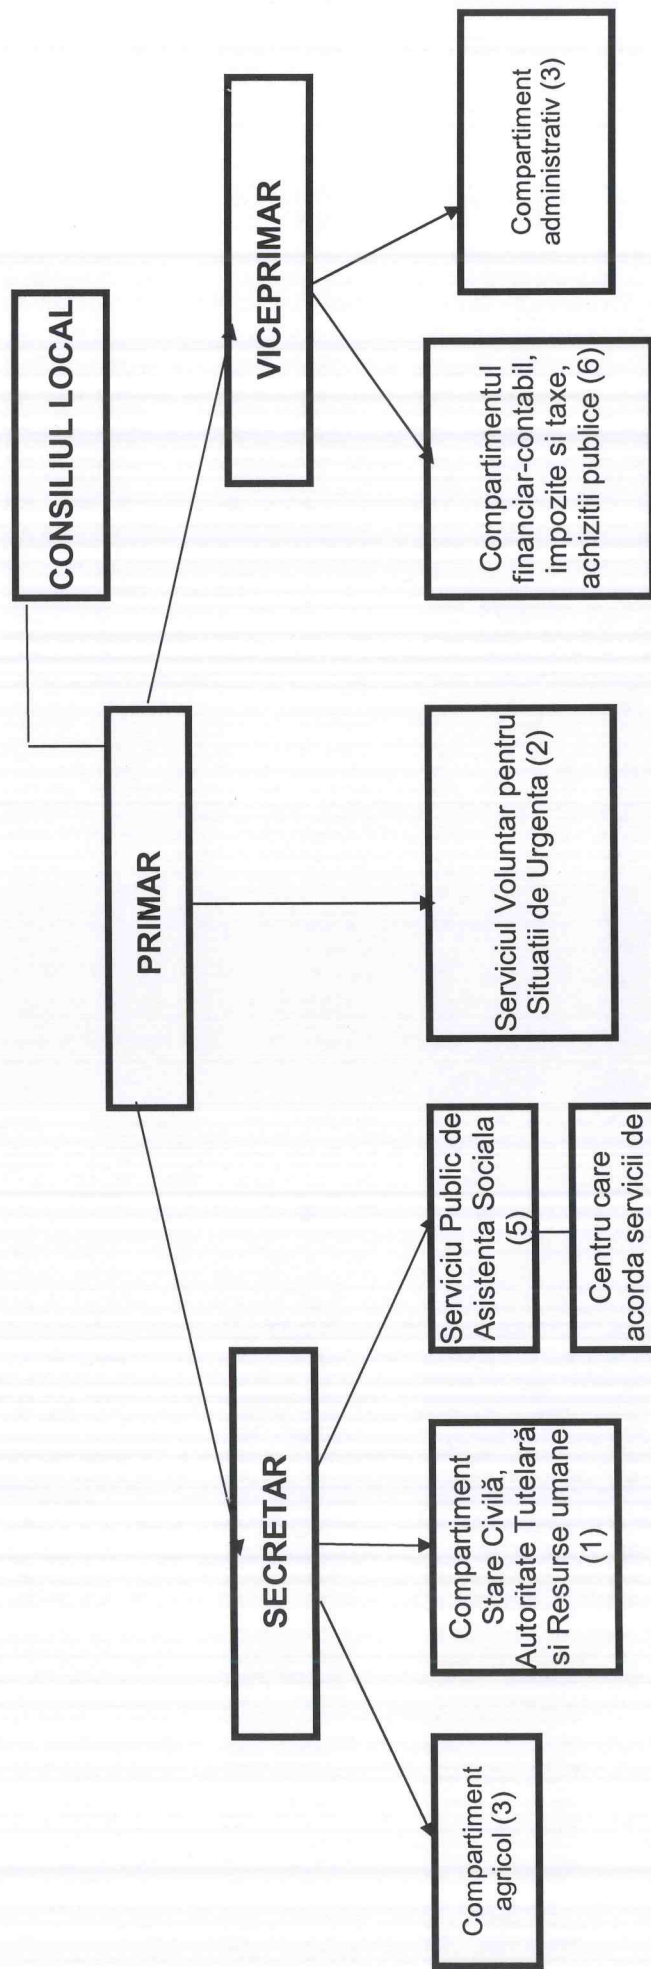 CONSILIUL LOCAL
PRIMAR
SECRETAR
VICEPRIMAR
Compartiment
agricol (3)
Compartiment
Stare Civilă,
Autoritate Tutelară
si Resurse umane
(1)
Serviciu Public de
Asistenta Sociala
(5)
Centru care
acorda servicii de
Serviciul Voluntar pentru
Situatii de Urgenta (2)
Compartimentul
financiar-contabil,
impozite si taxe,
achizitii publice (6)
Compartiment
administrativ (3)